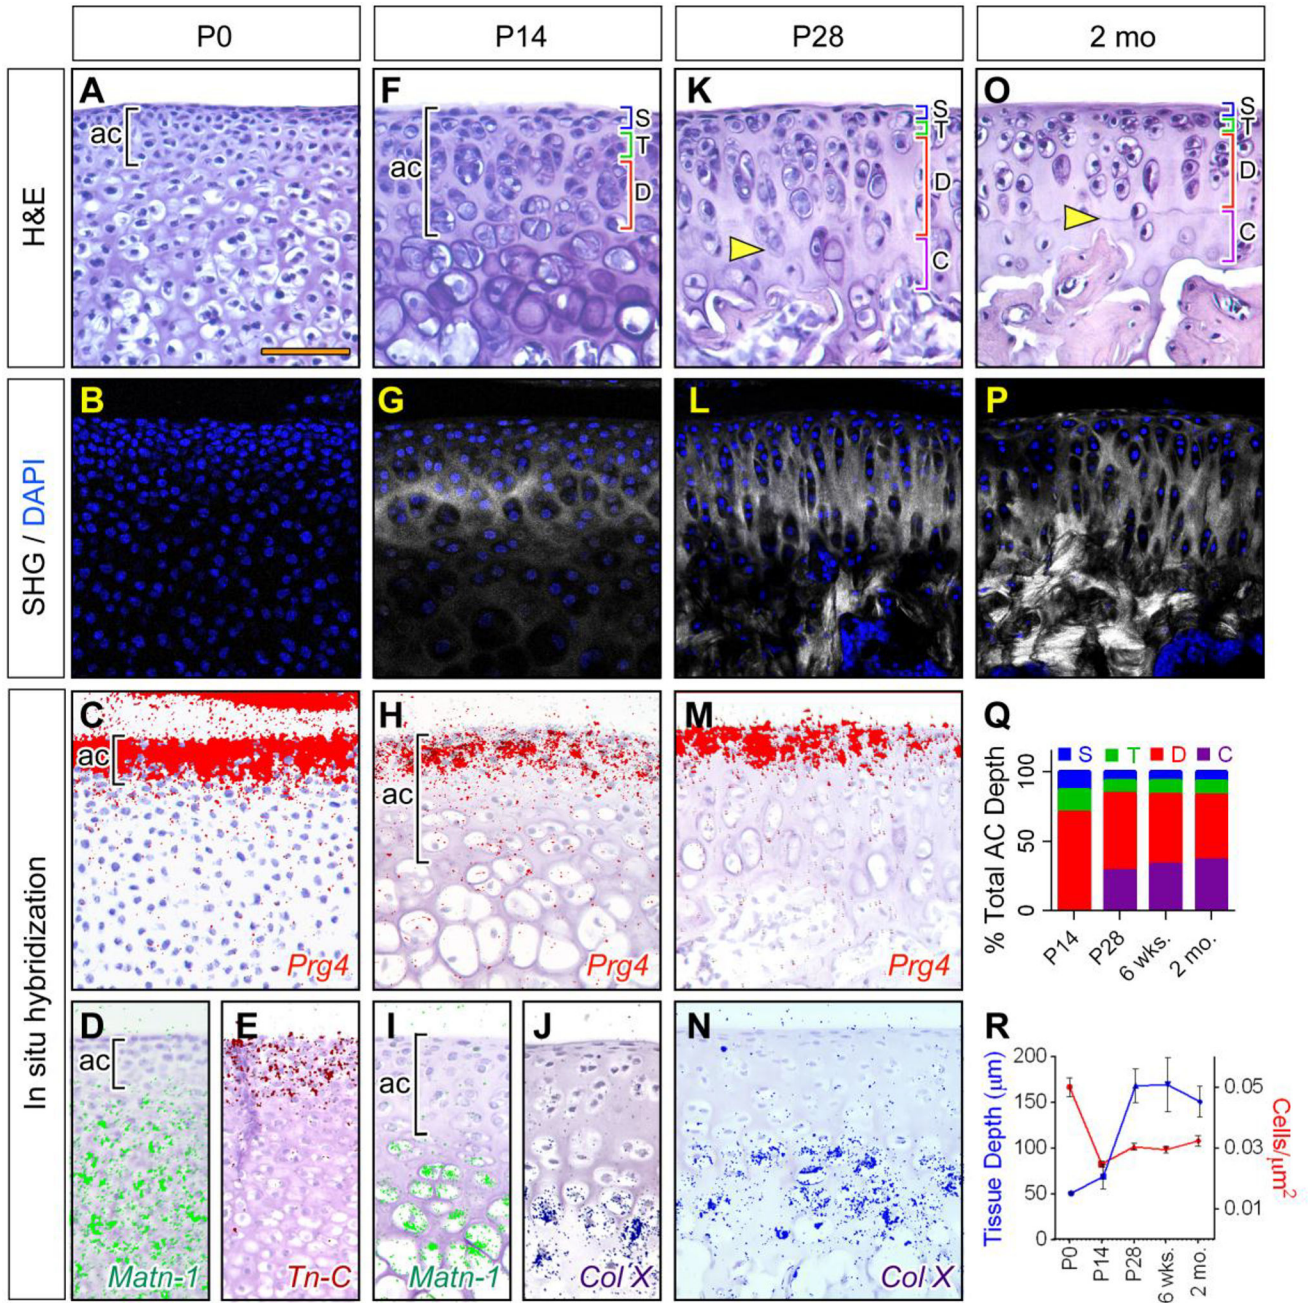 P0
P14
P28
2 mo
H&E
A
ac
F
ac
S
T
D
K
S
T
D
C
O
S
T
D
C
SHG / DAPI
B
G
L
P
In situ hybridization
C
ac
Prg4
H
ac
Prg4
M
Prg4
Q
S T D C
% Total AC Depth
100
50
0
P14
P28
6 wks.
2 mo.
D
ac
Matn-1
E
Tn-C
I
ac
Matn-1
J
Col X
N
Col X
R
Tissue Depth (µm)
200
150
100
50
0
0.05
0.03
0.01
Cells/µm²
P0
P14
P28
6 wks.
2 mo.